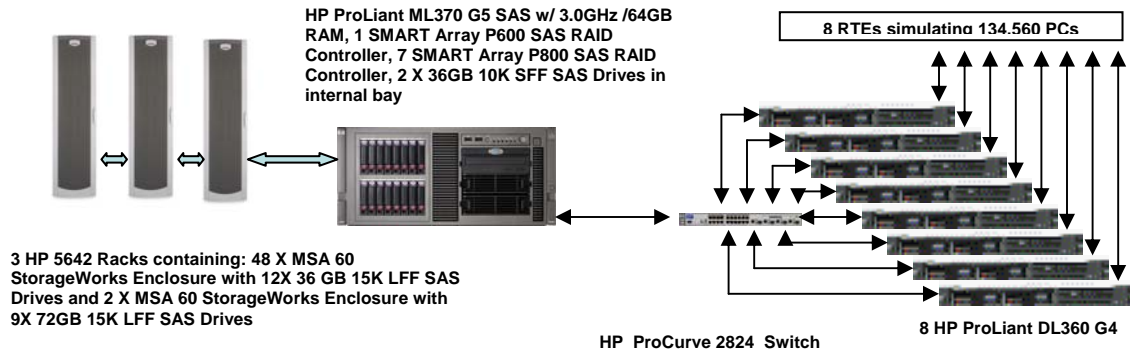 HP ProLiant ML370 G5 SAS w/ 3.0GHz /64GB
RAM, 1 SMART Array P600 SAS RAID
Controller, 7 SMART Array P800 SAS RAID
Controller, 2 X 36GB 10K SFF SAS Drives in
internal bay
8 RTEs simulating 134.560 PCs
3 HP 5642 Racks containing: 48 X MSA 60
StorageWorks Enclosure with 12X 36 GB 15K LFF SAS
Drives and 2 X MSA 60 StorageWorks Enclosure with
9X 72GB 15K LFF SAS Drives
HP ProCurve 2824 Switch
8 HP ProLiant DL360 G4